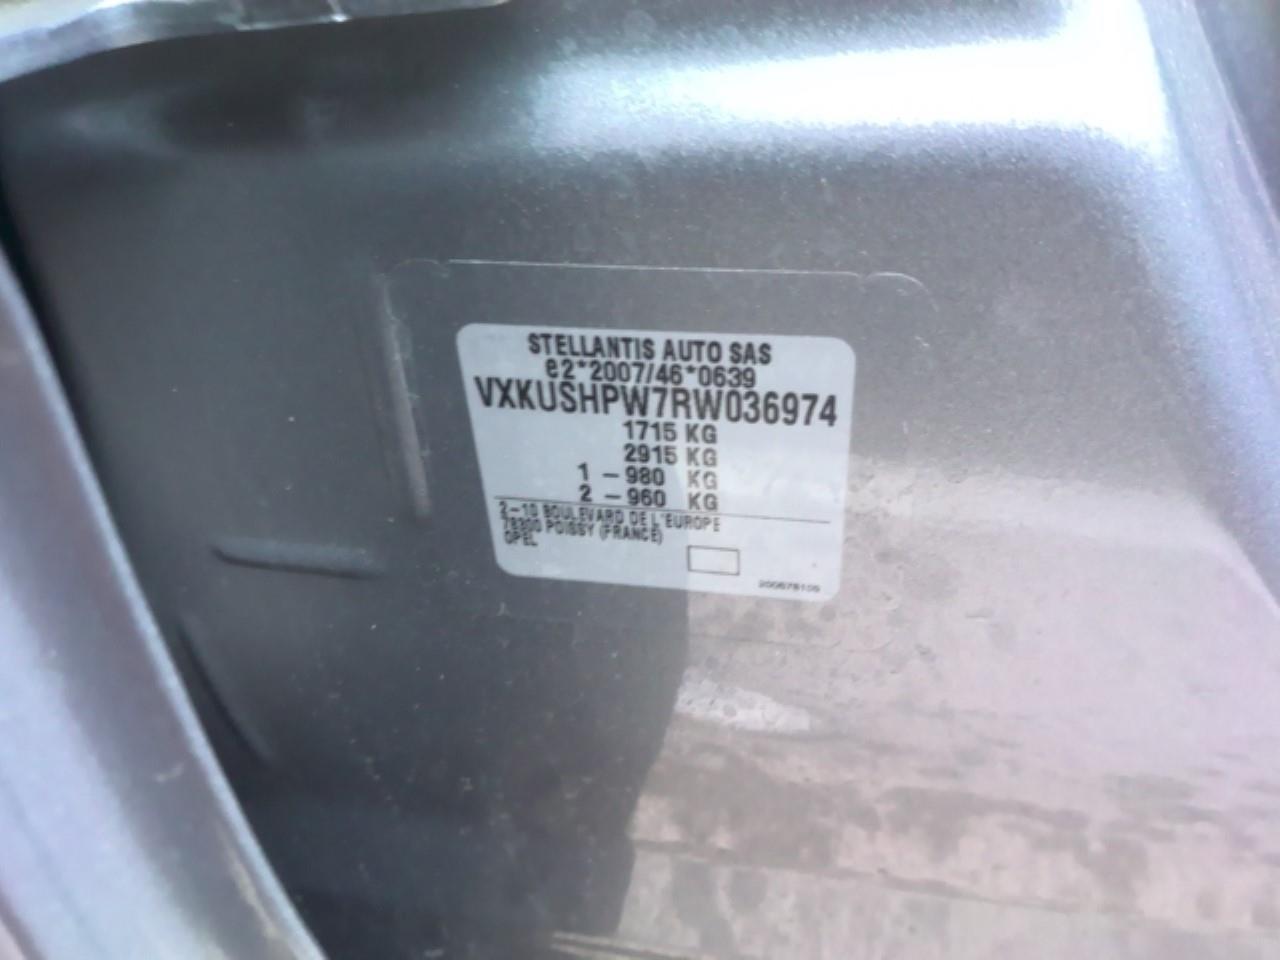 STELLANTIS AUTO SAS
e2*2007/46*0639
VXKUSHPW7RW036974
1715 KG
2915 KG
1 - 980 KG
2 - 960 KG
2-10 BOULEVARD DE L'EUROPE
78300 POISSY (FRANCE)
OPEL